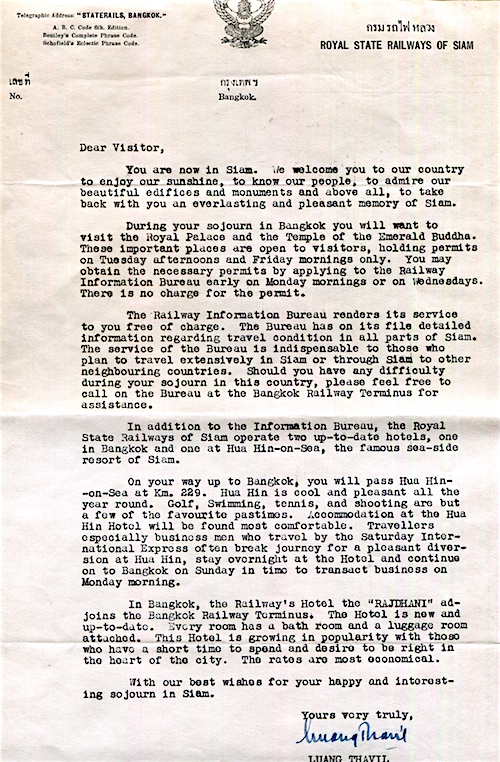 Telegraphic Address: "STATERAILS, BANGKOK."
A. B. C. Code 6th. Edition.
Bentley's Complete Phrase Code.
Schofield's Eclectic Phrase Code.
กรมรถไฟหลวง
ROYAL STATE RAILWAYS OF SIAM
เลขที่
No.
กรุงเทพฯ
Bangkok.
Dear Visitor,
You are now in Siam. We welcome you to our country
to enjoy our sunshine, to know our people, to admire our
beautiful edifices and monuments and above all, to take
back with you an everlasting and pleasant memory of Siam.
During your sojourn in Bangkok you will want to
visit the Royal Palace and the Temple of the Emerald Buddha.
These important places are open to visitors, holding permits
on Tuesday afternoons and Friday mornings only. You may
obtain the necessary permits by applying to the Railway
Information Bureau early on Monday mornings or on Wednesdays.
There is no charge for the permit.
The Railway Information Bureau renders its service
to you free of charge. The Bureau has on its file detailed
information regarding travel condition in all parts of Siam.
The service of the Bureau is indispensable to those who
plan to travel extensively in Siam or through Siam to other
neighbouring countries. Should you have any difficulty
during your sojourn in this country, please feel free to
call on the Bureau at the Bangkok Railway Terminus for
assistance.
In addition to the Information Bureau, the Royal
State Railways of Siam operate two up-to-date hotels, one
in Bangkok and one at Hua Hin-on-Sea, the famous sea-side
resort of Siam.
On your way up to Bangkok, you will pass Hua Hin-
-on-Sea at Km. 229. Hua Hin is cool and pleasant all the
year round. Golf, Swimming, tennis, and shooting are but
a few of the favourite pastimes. Accommodation at the Hua
Hin Hotel will be found most comfortable. Travellers
especially business men who travel by the Saturday Inter-
national Express often break journey for a pleasant diver-
sion at Hua Hin, stay overnight at the Hotel and continue
on to Bangkok on Sunday in time to transact business on
Monday morning.
In Bangkok, the Railway's Hotel the "RAJDHANI" ad-
joins the Bangkok Railway Terminus. The Hotel is new and
up-to-date. Every room has a bath room and a luggage room
attached. This Hotel is growing in popularity with those
who have a short time to spend and desire to be right in
the heart of the city. The rates are most economical.
With our best wishes for your happy and interest-
ing sojourn in Siam.
Yours very truly,
Luang Thavil
LUANG THAVIL